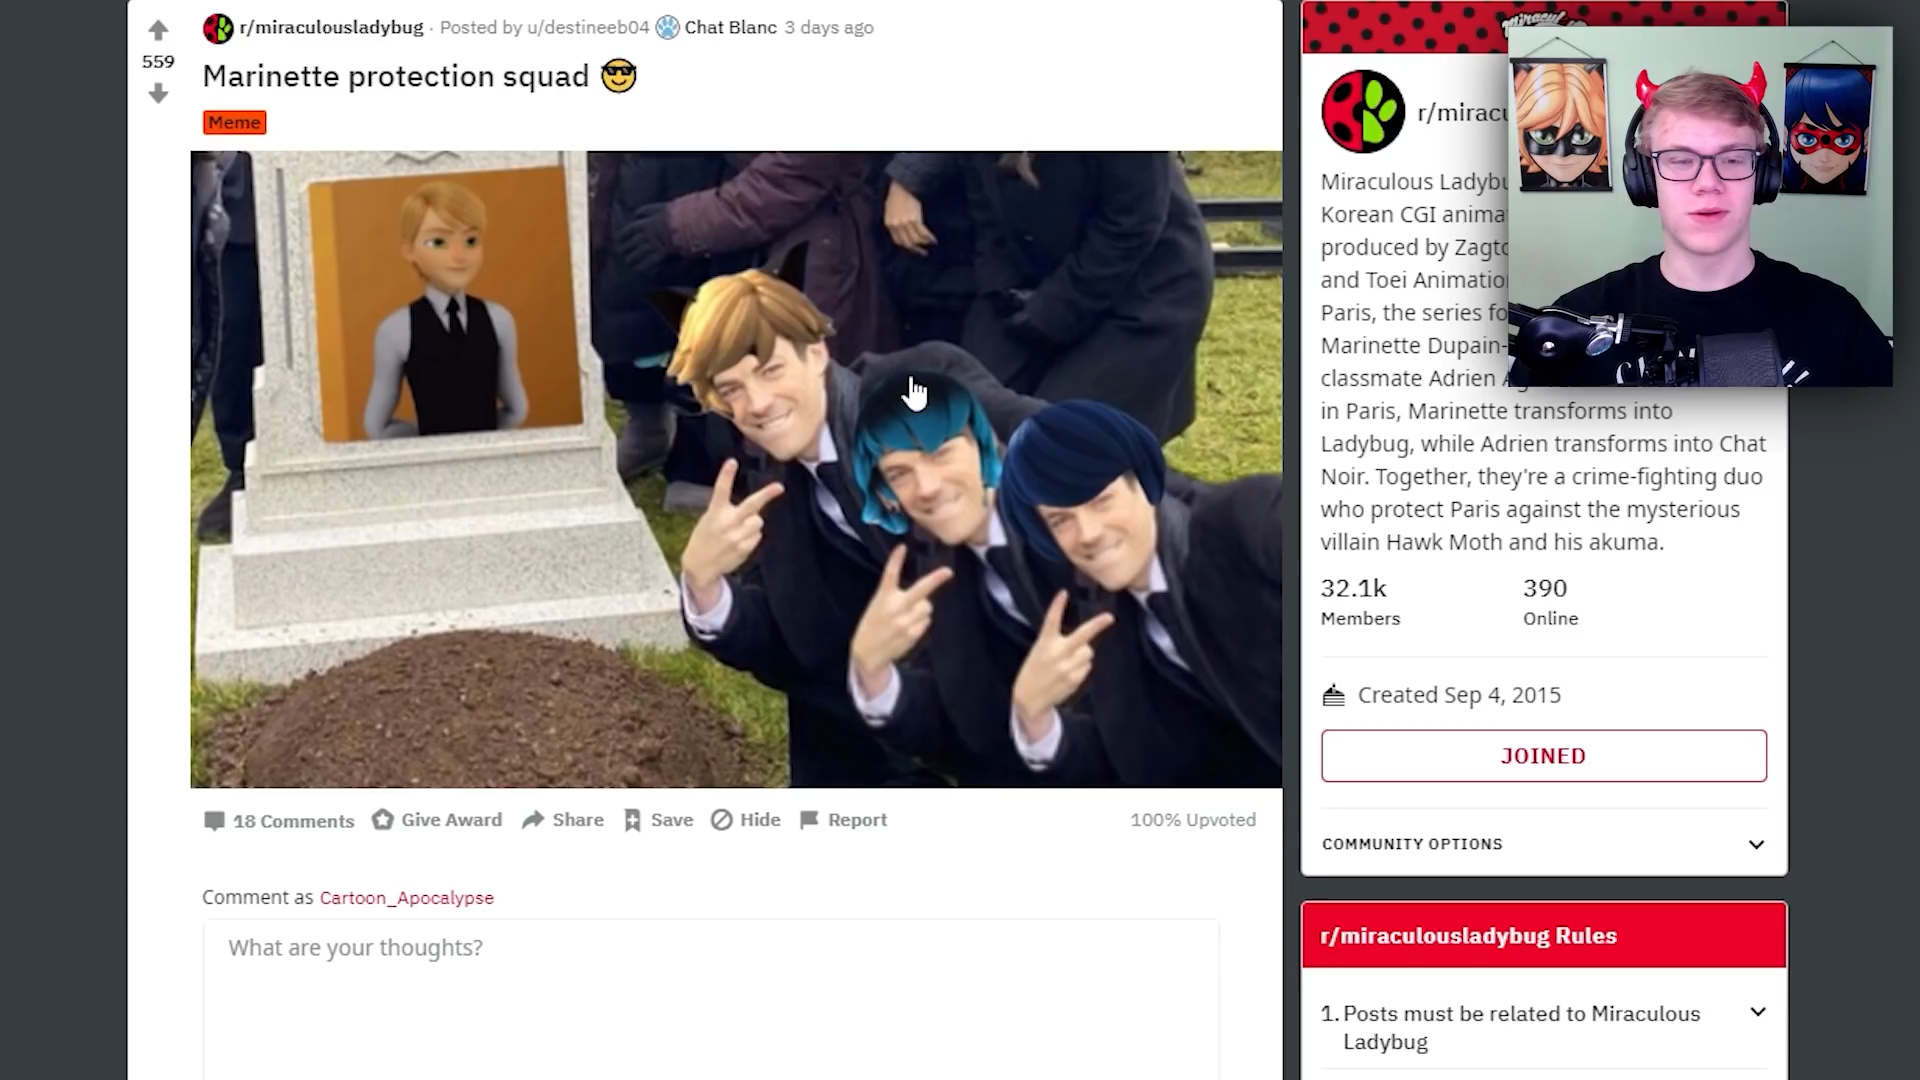 r/miraculousladybug · Posted by u/destineeb04 Chat Blanc 3 days ago
559
Marinette protection squad
Meme
18 Comments Give Award Share Save Hide Report 100% Upvoted
Comment as Cartoon_Apocalypse
What are your thoughts?
r/mirac
Miraculous Ladybu
Korean CGI anima
produced by Zagto
and Toei Animatio
Paris, the series fo
Marinette Dupain-
classmate Adrien
in Paris, Marinette transforms into
Ladybug, while Adrien transforms into Chat
Noir. Together, they're a crime-fighting duo
who protect Paris against the mysterious
villain Hawk Moth and his akuma.
32.1k 390
Members Online
Created Sep 4, 2015
JOINED
COMMUNITY OPTIONS
r/miraculousladybug Rules
1. Posts must be related to Miraculous
Ladybug